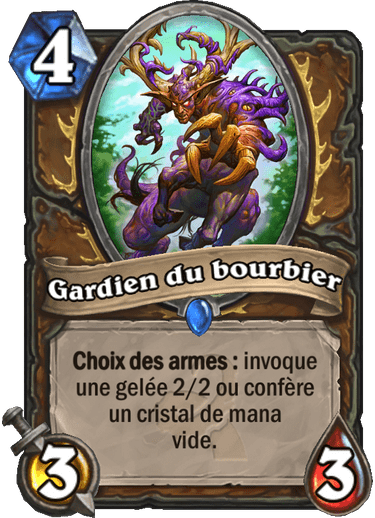 4
Gardien du bourbier
Choix des armes : invoque
une gelée 2/2 ou confère
un cristal de mana
vide.
3
3